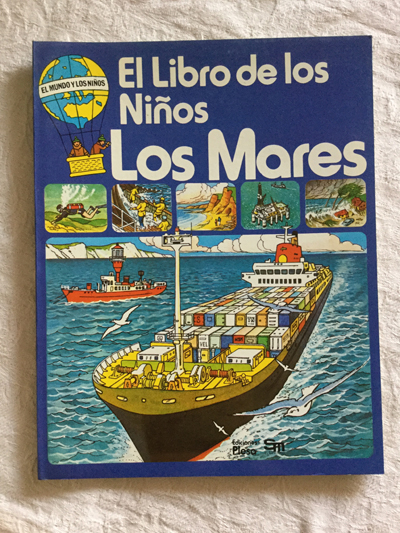 EL MUNDO Y LOS NIÑOS
El Libro de los
Niños
Los Mares
Ediciones
Plesa
Sm